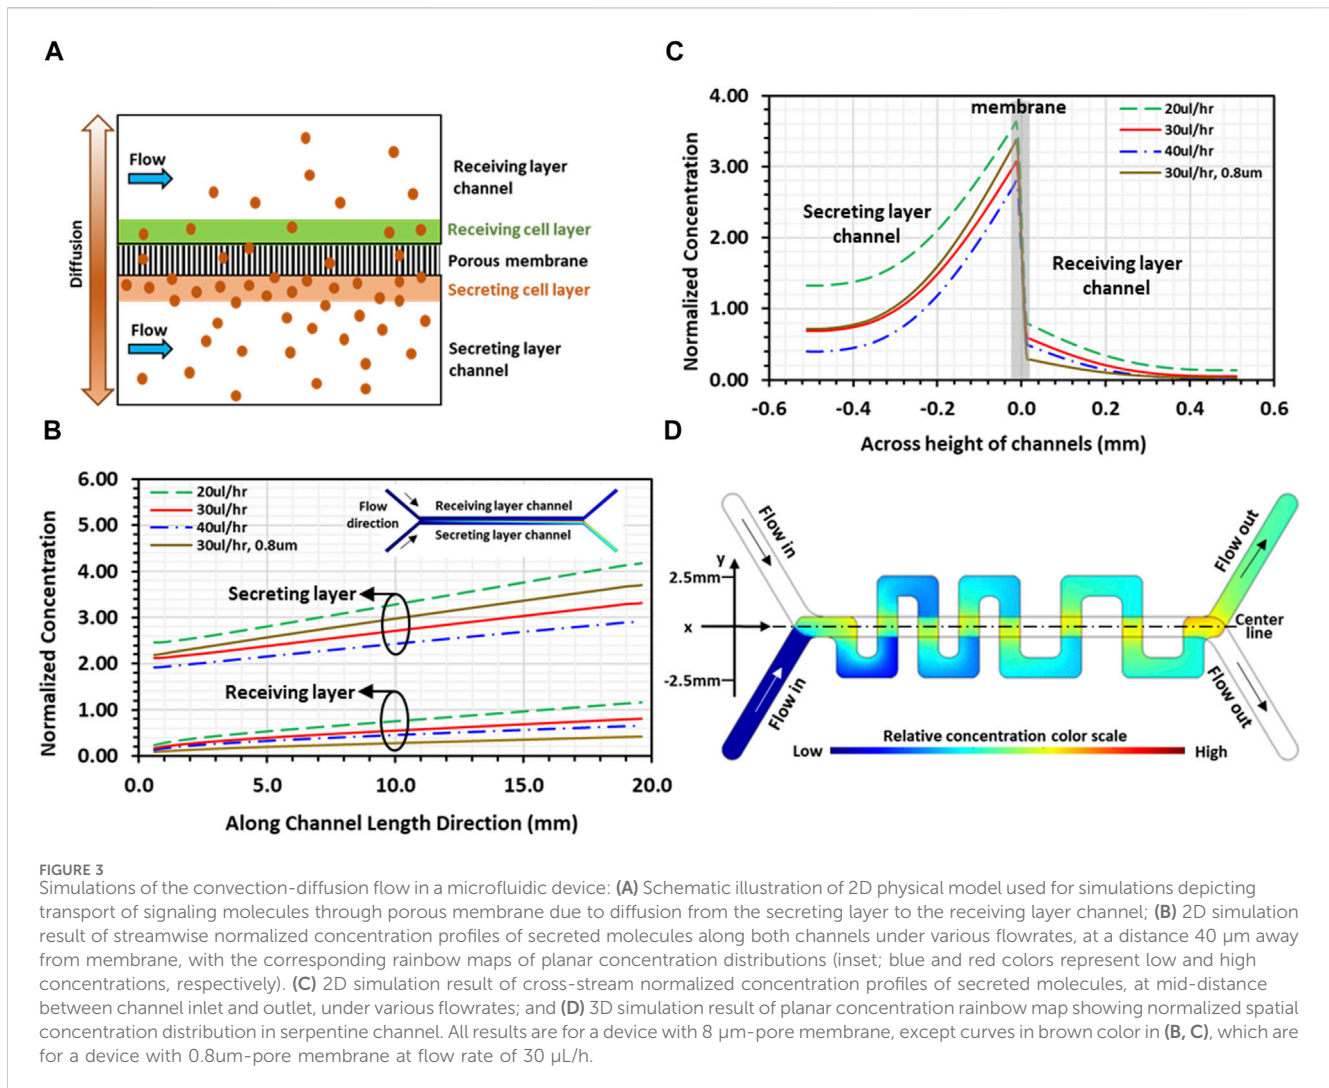 A
Flow
Receiving layer
channel
Diffusion
Receiving cell layer
Porous membrane
Secreting cell layer
Flow
Secreting layer
channel
C
4.00
3.00
2.00
1.00
0.00
Normalized Concentration
membrane
20ul/hr
30ul/hr
40ul/hr
30ul/hr, 0.8um
Secreting layer
channel
Receiving layer
channel
-0.6 -0.4 -0.2 0.0 0.2 0.4 0.6
Across height of channels (mm)
B
6.00
5.00
4.00
3.00
2.00
1.00
0.00
Normalized Concentration
20ul/hr
30ul/hr
40ul/hr
30ul/hr, 0.8um
Flow
direction
Receiving layer channel
Secreting layer channel
Secreting layer
Receiving layer
0.0 5.0 10.0 15.0 20.0
Along Channel Length Direction (mm)
D
Flow in
Flow out
y
2.5mm
x
-2.5mm
Center
line
Flow in
Flow out
Relative concentration color scale
Low
High
FIGURE 3
Simulations of the convection-diffusion flow in a microfluidic device: (A) Schematic illustration of 2D physical model used for simulations depicting
transport of signaling molecules through porous membrane due to diffusion from the secreting layer to the receiving layer channel; (B) 2D simulation
result of streamwise normalized concentration profiles of secreted molecules along both channels under various flowrates, at a distance 40 µm away
from membrane, with the corresponding rainbow maps of planar concentration distributions (inset; blue and red colors represent low and high
concentrations, respectively). (C) 2D simulation result of cross-stream normalized concentration profiles of secreted molecules, at mid-distance
between channel inlet and outlet, under various flowrates; and (D) 3D simulation result of planar concentration rainbow map showing normalized spatial
concentration distribution in serpentine channel. All results are for a device with 8 µm-pore membrane, except curves in brown color in (B, C), which are
for a device with 0.8um-pore membrane at flow rate of 30 µL/h.